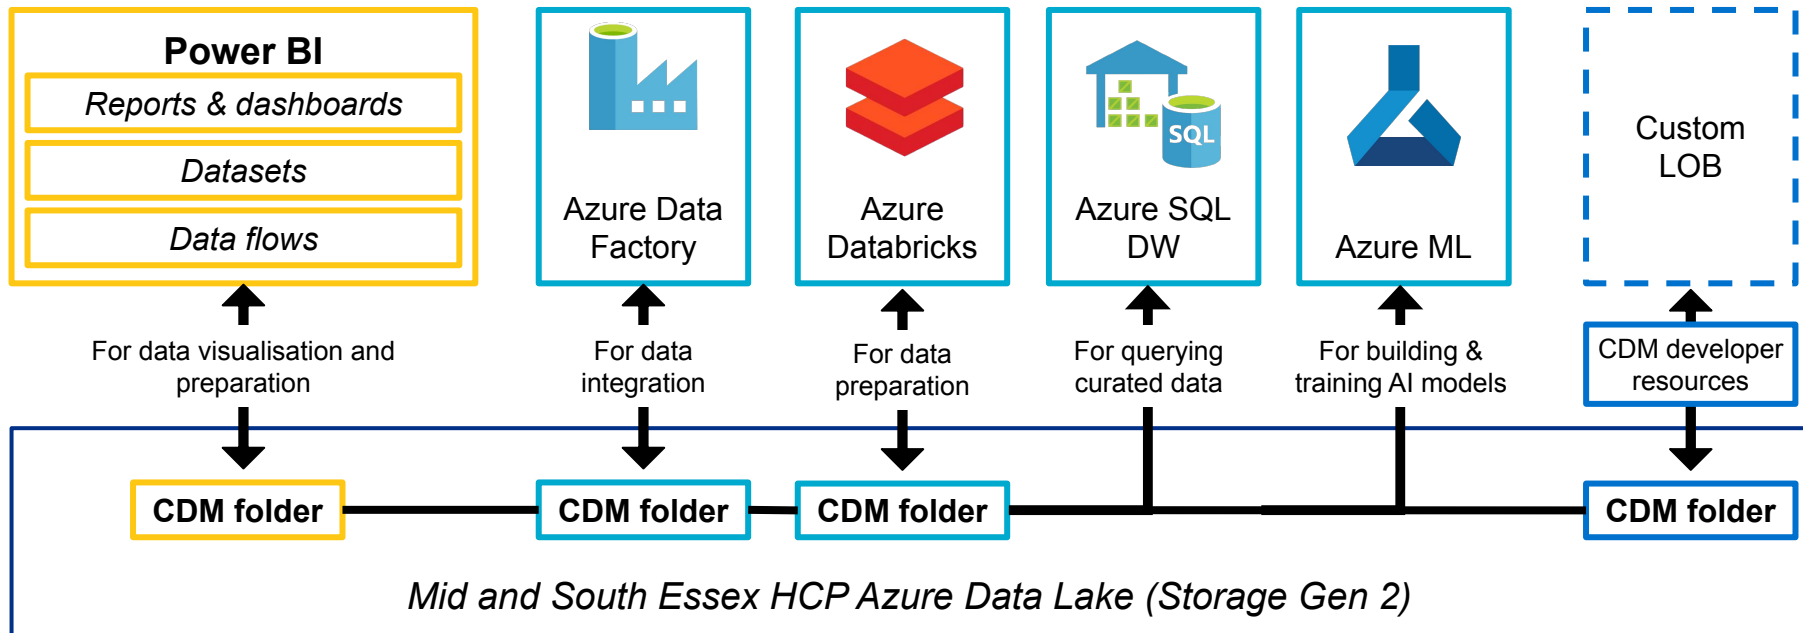 Power BI
Reports & dashboards
Datasets
Data flows
Azure Data
Factory
Azure
Databricks
SQL
Azure SQL
DW
Azure ML
Custom
LOB
For data visualisation and
preparation
For data
integration
For data
preparation
For querying
curated data
For building &
training AI models
CDM developer
resources
CDM folder
CDM folder
CDM folder
CDM folder
Mid and South Essex HCP Azure Data Lake (Storage Gen 2)